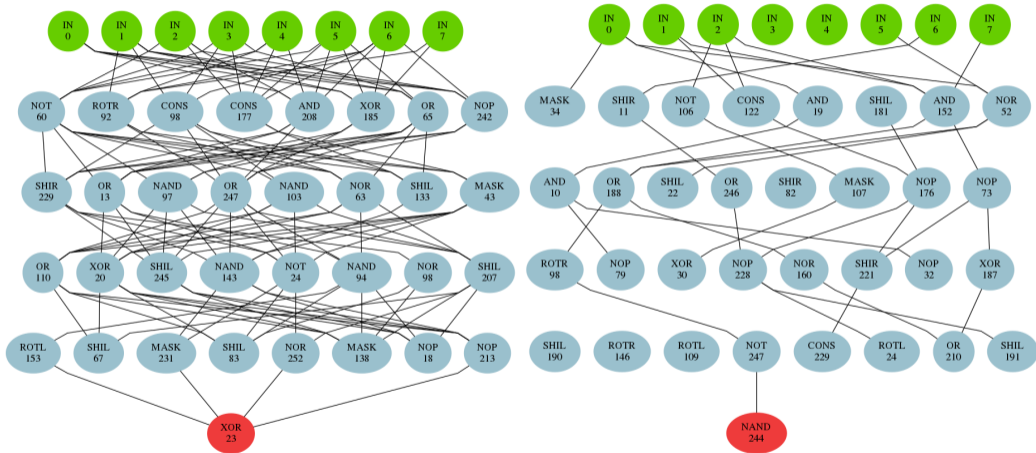 IN IN IN IN IN IN IN IN
0 1 2 3 4 5 6 7
NOT ROTR CONS CONS AND XOR OR NOP
60 92 98 177 208 185 65 242
SHIR OR NAND OR NAND NOR SHIL MASK
229 13 97 247 103 63 133 43
OR XOR SHIL NAND NOT NAND NOR SHIL
110 20 245 143 24 94 98 207
ROTL SHIL MASK SHIL NOR MASK NOP NOP
153 67 231 83 252 138 18 213
XOR
23
IN IN IN IN IN IN IN IN
0 1 2 3 4 5 6 7
MASK SHIR NOT CONS AND SHIL AND NOR
34 11 106 122 19 181 152 52
AND OR SHIL OR SHIR MASK NOP NOP
10 188 22 246 82 107 176 73
ROTR NOP XOR NOP NOR SHIR NOP XOR
98 79 30 228 160 221 32 187
SHIL ROTR ROTL NOT CONS ROTL OR SHIL
190 146 109 247 229 24 210 191
NAND
244